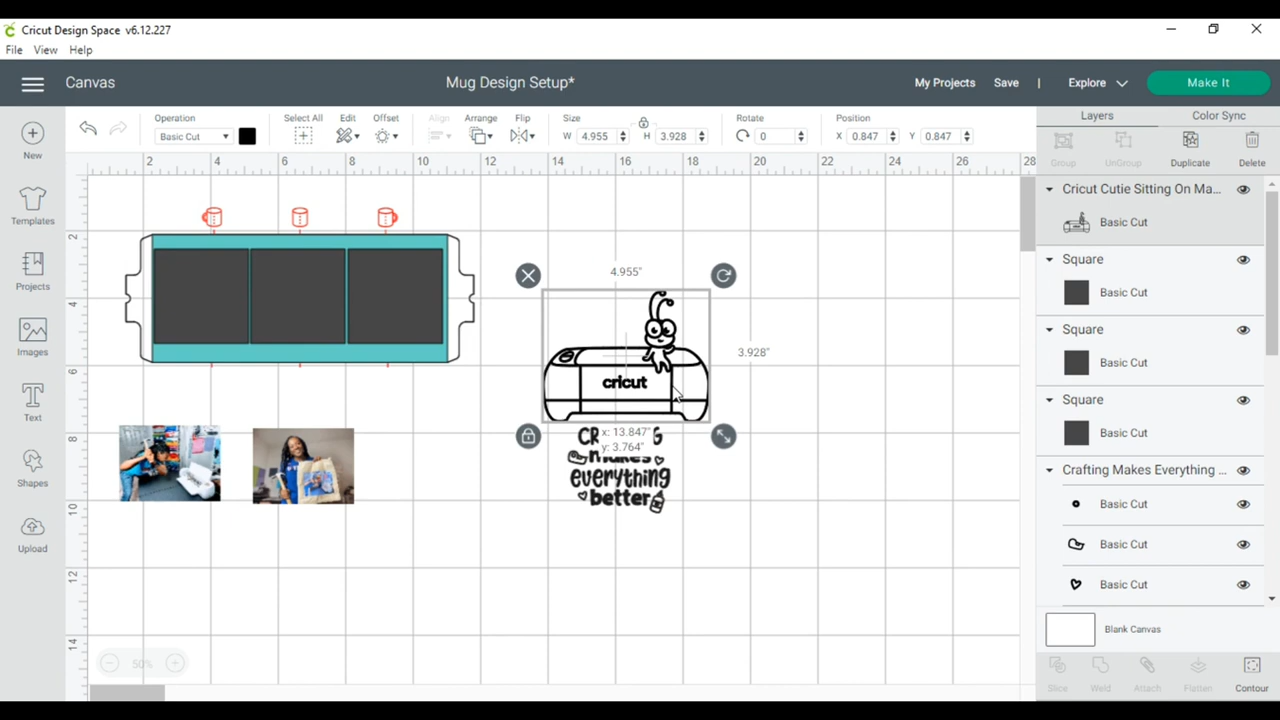 Cricut Design Space v6.12.227
File View Help
Canvas
Mug Design Setup*
My Projects Save | Explore Make It
New
Templates
Projects
Images
Text
Shapes
Upload
Operation
Basic Cut
Select All
Edit
Offset
Align
Arrange
Flip
Size
W 4.955
H 3.928
Rotate
0
Position
X 0.847
Y 0.847
2 4 6 8 10 12 14 16 18 20 22 24 26 28
2
4
6
8
10
12
14
4.955"
3.928"
cricut
x: 13.847"
y: 3.764"
makes
everything
better
50%
Layers Color Sync
Group UnGroup Duplicate Delete
Cricut Cutie Sitting On Ma...
Basic Cut
Square
Basic Cut
Square
Basic Cut
Square
Basic Cut
Crafting Makes Everything ...
Basic Cut
Basic Cut
Basic Cut
Blank Canvas
Slice Weld Attach Flatten Contour